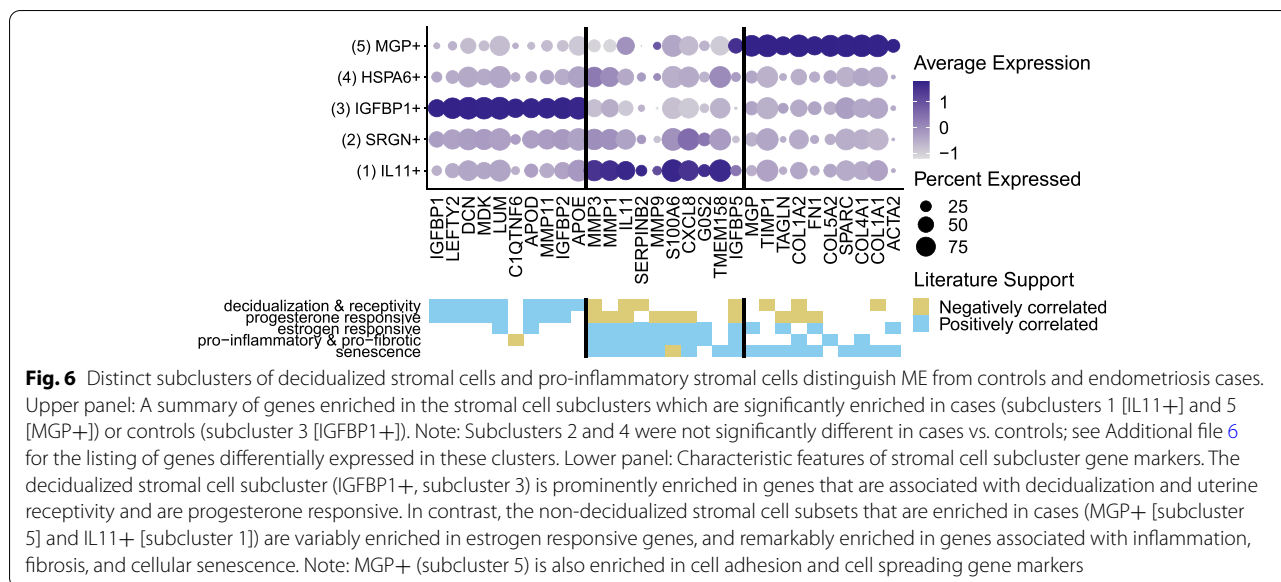 (5) MGP+
(4) HSPA6+
(3) IGFBP1+
(2) SRGN+
(1) IL11+
IGFBP1
LEFTY2
DCN
MDK
LUM
C1QTNF6
APOD
MMP11
IGFBP2
APOE
MMP3
MMP1
IL11
SERPINB2
MMP9
S100A6
CXCL8
G0S2
TMEM158
IGFBP5
MGP
TIMP1
TAGLN
COL1A2
FN1
COL5A2
SPARC
COL4A1
COL1A1
ACTA2
Average Expression
1
0
−1
Percent Expressed
25
50
75
Literature Support
Negatively correlated
Positively correlated
decidualization & receptivity
progesterone responsive
estrogen responsive
pro−inflammatory & pro−fibrotic
senescence
Fig. 6 Distinct subclusters of decidualized stromal cells and pro-inflammatory stromal cells distinguish ME from controls and endometriosis cases.
Upper panel: A summary of genes enriched in the stromal cell subclusters which are significantly enriched in cases (subclusters 1 [IL11+] and 5
[MGP+]) or controls (subcluster 3 [IGFBP1+]). Note: Subclusters 2 and 4 were not significantly different in cases vs. controls; see Additional file 6
for the listing of genes differentially expressed in these clusters. Lower panel: Characteristic features of stromal cell subcluster gene markers. The
decidualized stromal cell subcluster (IGFBP1+, subcluster 3) is prominently enriched in genes that are associated with decidualization and uterine
receptivity and are progesterone responsive. In contrast, the non-decidualized stromal cell subsets that are enriched in cases (MGP+ [subcluster
5] and IL11+ [subcluster 1]) are variably enriched in estrogen responsive genes, and remarkably enriched in genes associated with inflammation,
fibrosis, and cellular senescence. Note: MGP+ (subcluster 5) is also enriched in cell adhesion and cell spreading gene markers